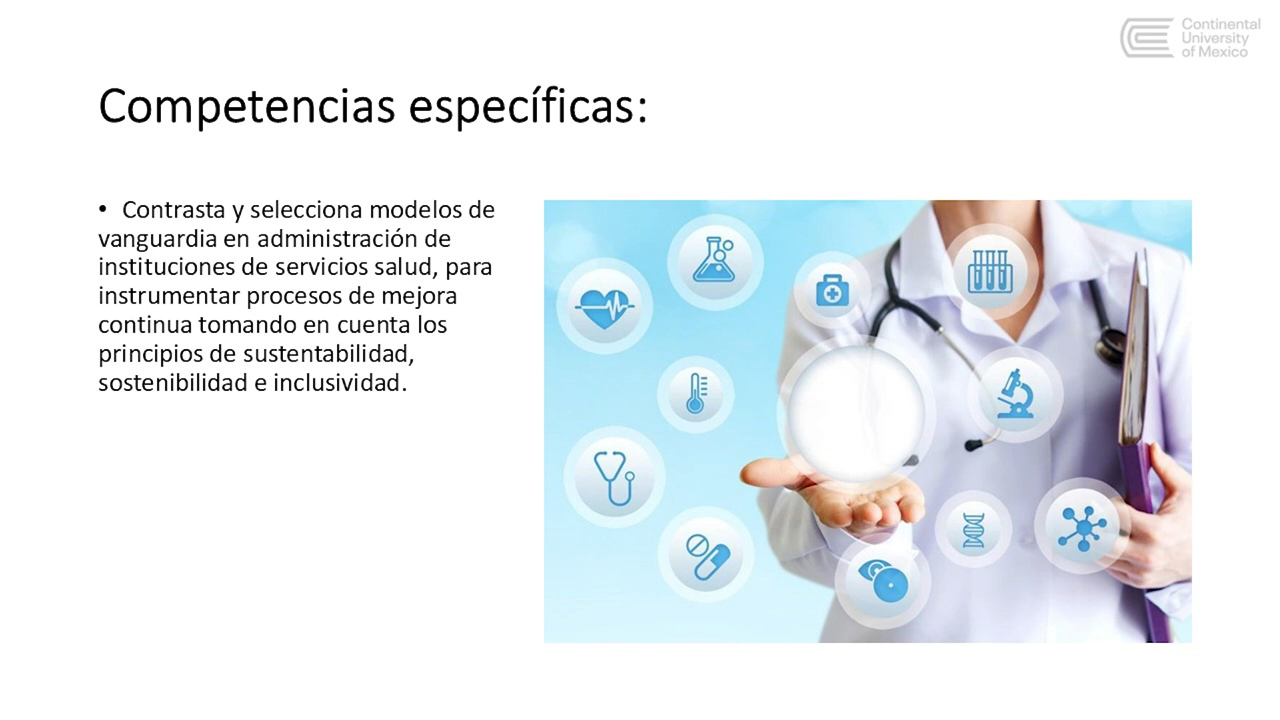 Continental
University
of Mexico
Competencias específicas:
• Contrasta y selecciona modelos de
vanguardia en administración de
instituciones de servicios salud, para
instrumentar procesos de mejora
continua tomando en cuenta los
principios de sustentabilidad,
sostenibilidad e inclusividad.